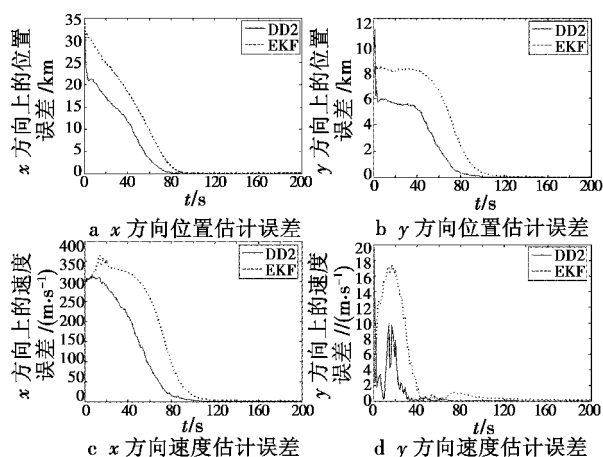 35
30
25
20
15
10
5
0
x 方向上的位置
误差 /km
DD2
EKF
0 40 80 120 160 200
t/s
a x 方向位置估计误差
12
10
8
6
4
2
0
y 方向上的位置
误差 /km
DD2
EKF
0 40 80 120 160 200
t/s
b y 方向位置估计误差
400
350
300
250
200
150
100
50
0
x 方向上的速度
误差 /(m·s⁻¹)
DD2
EKF
0 40 80 120 160 200
t/s
c x 方向速度估计误差
20
18
16
14
12
10
8
6
4
2
0
y 方向上的速度
误差 //(m·s⁻¹)
DD2
EKF
0 40 80 120 160 200
t/s
d y 方向速度估计误差